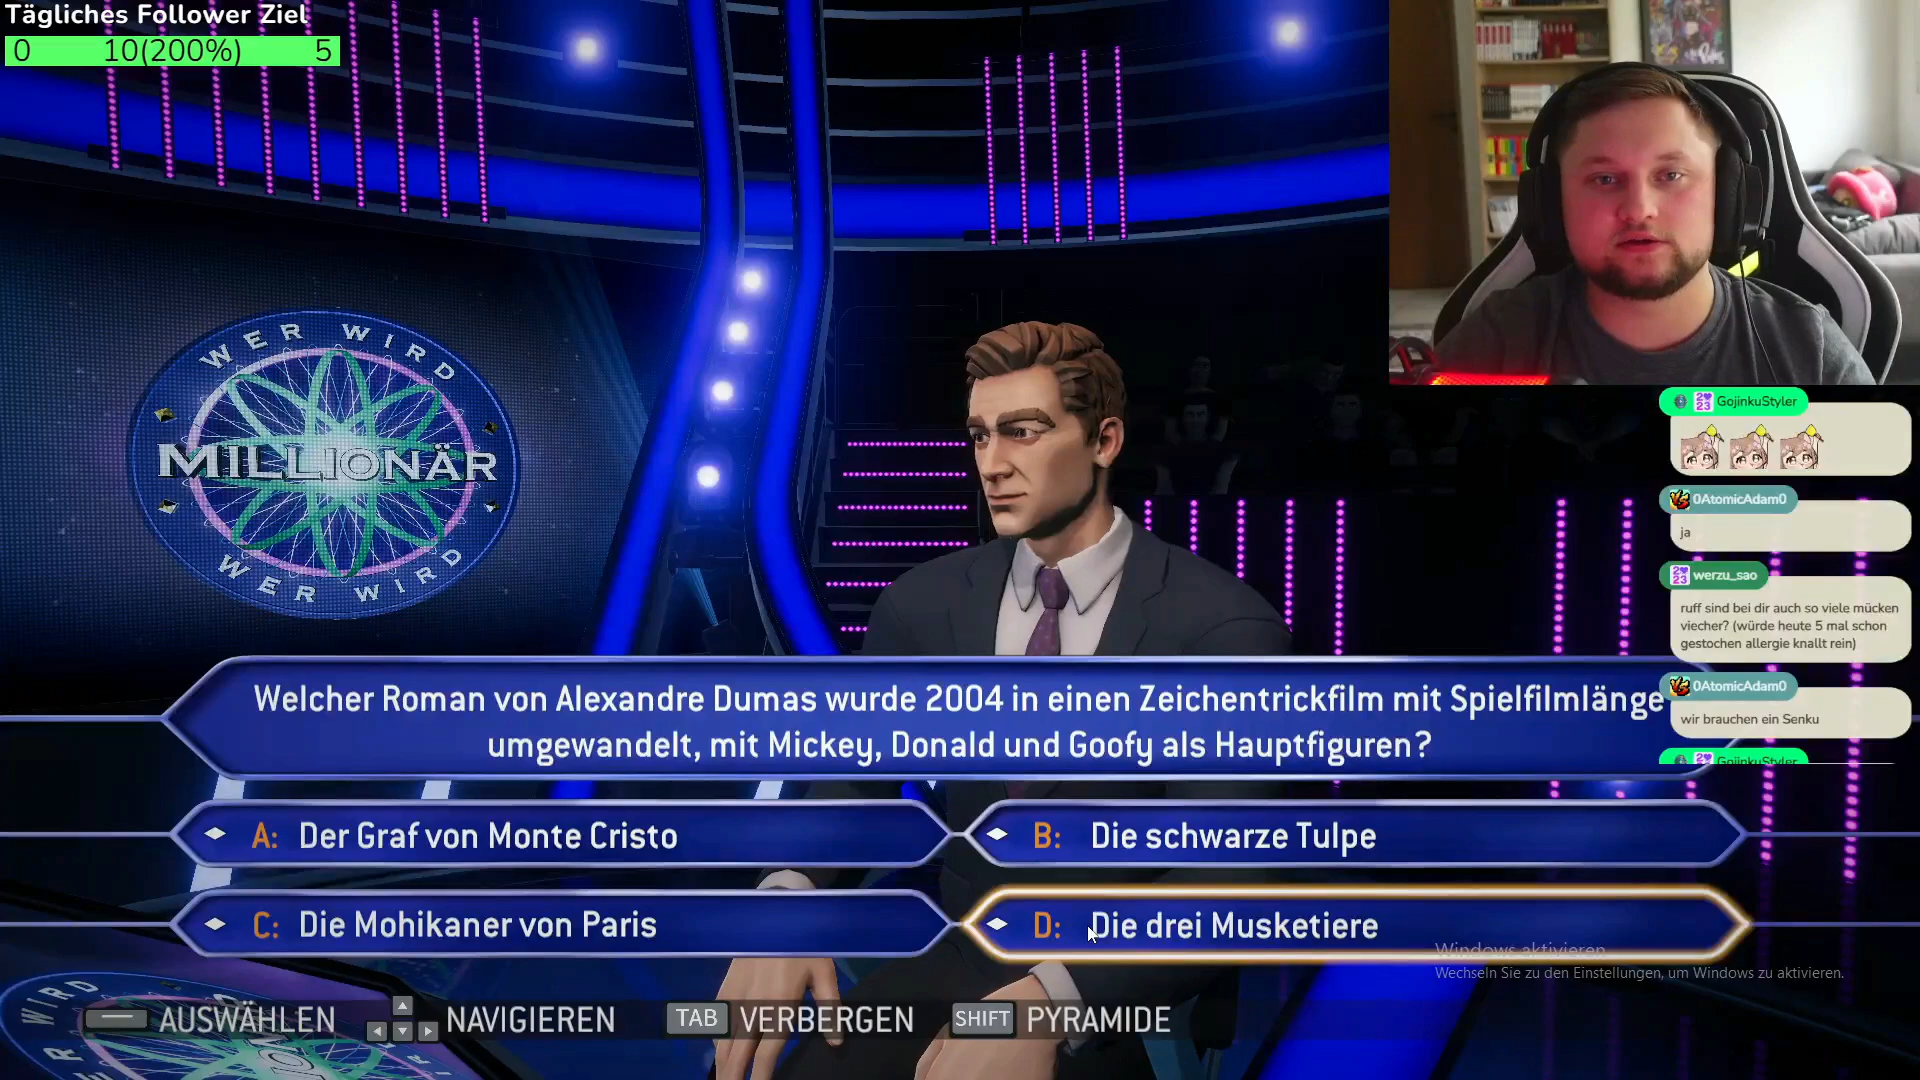 Tägliches Follower Ziel
0 10(200%) 5
WER WIRD
MILLIONÄR
WER WIRD
GojinkuStyler
0AtomicAdam0
ja
werzu_sao
ruff sind bei dir auch so viele mücken
viecher? (würde heute 5 mal schon
gestochen allergie knallt rein)
0AtomicAdam0
wir brauchen ein Senku
GojinkuStyler
Welcher Roman von Alexandre Dumas wurde 2004 in einen Zeichentrickfilm mit Spielfilmlänge
umgewandelt, mit Mickey, Donald und Goofy als Hauptfiguren?
A: Der Graf von Monte Cristo
B: Die schwarze Tulpe
C: Die Mohikaner von Paris
D: Die drei Musketiere
Windows aktivieren
Wechseln Sie zu den Einstellungen, um Windows zu aktivieren.
WIRD
AUSWÄHLEN NAVIGIEREN TAB VERBERGEN SHIFT PYRAMIDE